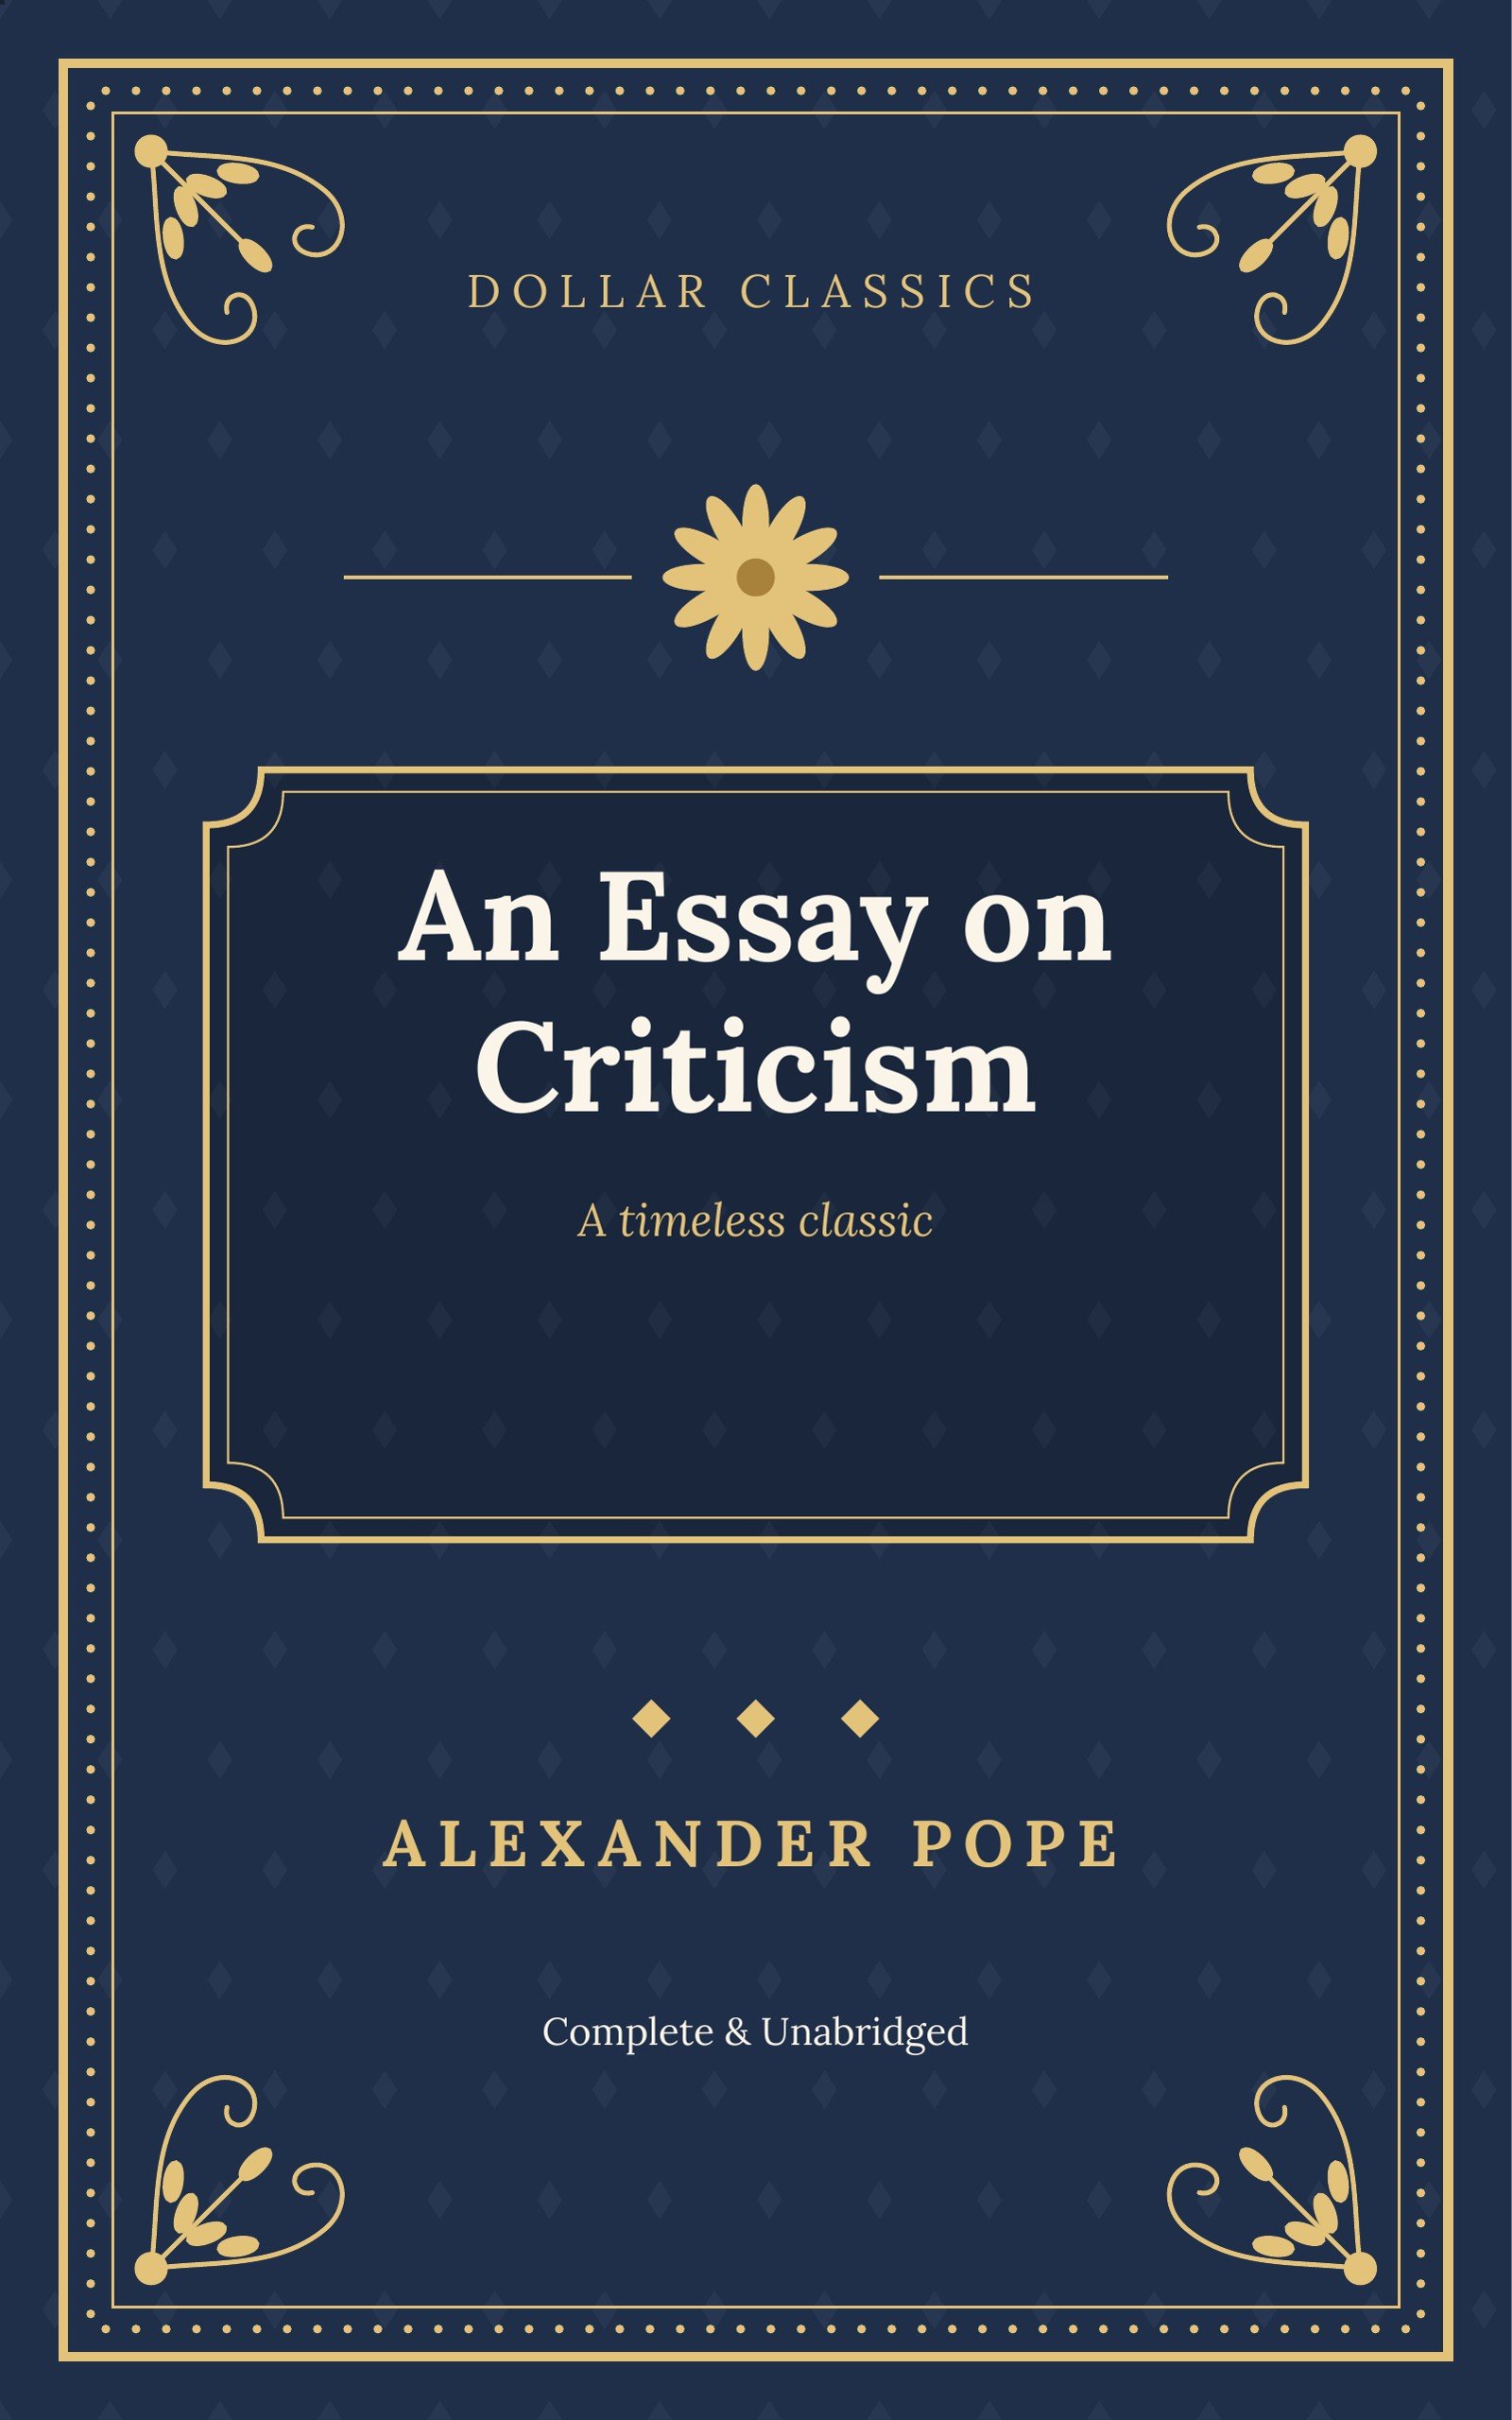 DOLLAR CLASSICS
An Essay on
Criticism
A timeless classic
ALEXANDER POPE
Complete & Unabridged